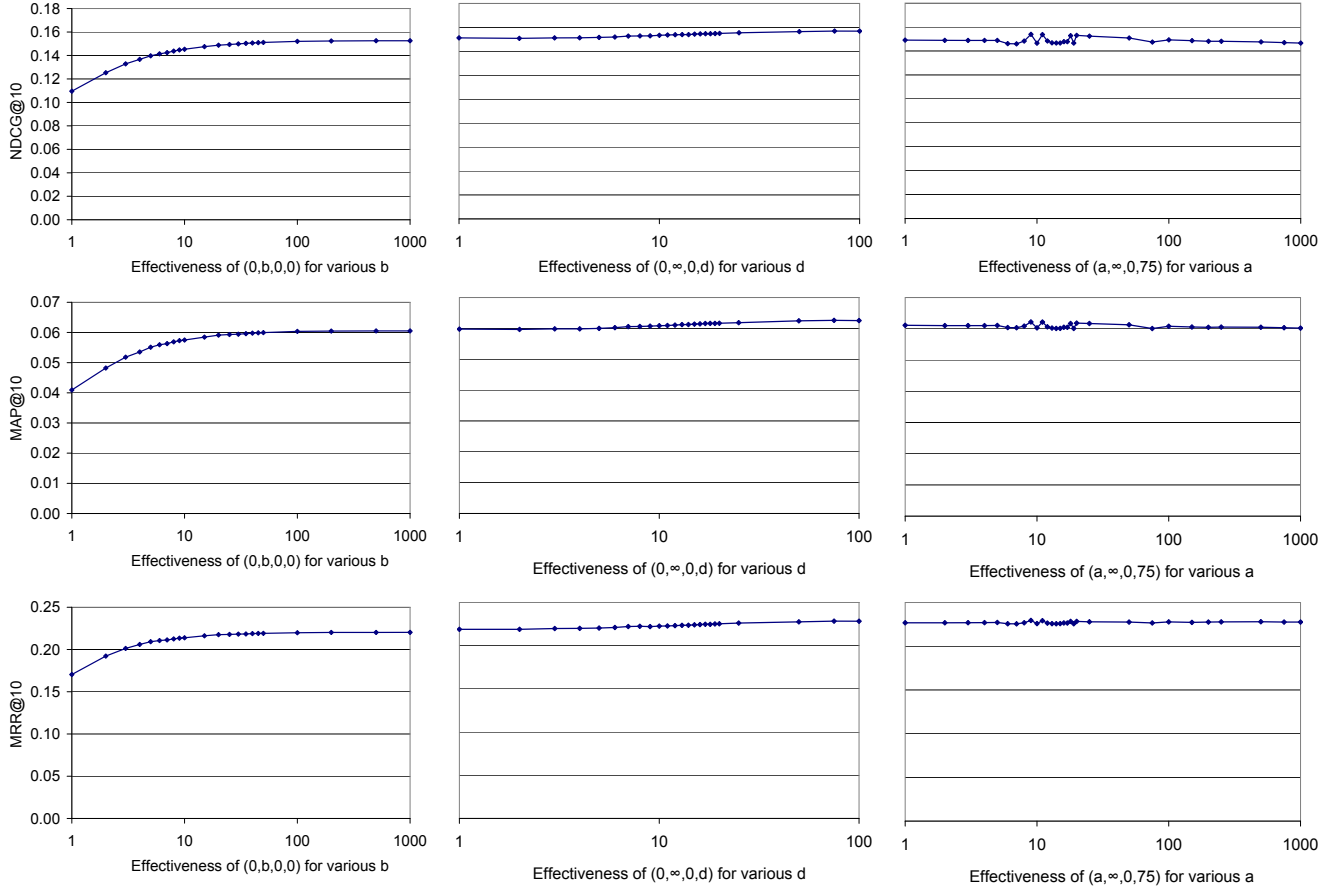 0.18
0.16
0.14
0.12
0.10
0.08
0.06
0.04
0.02
0.00
NDCG@10
1 10 100 1000
Effectiveness of (0,b,0,0) for various b
1 10 100
Effectiveness of (0,∞,0,d) for various d
1 10 100 1000
Effectiveness of (a,∞,0,75) for various a
0.07
0.06
0.05
0.04
0.03
0.02
0.01
0.00
MAP@10
1 10 100 1000
Effectiveness of (0,b,0,0) for various b
1 10 100
Effectiveness of (0,∞,0,d) for various d
1 10 100 1000
Effectiveness of (a,∞,0,75) for various a
0.25
0.20
0.15
0.10
0.05
0.00
MRR@10
1 10 100 1000
Effectiveness of (0,b,0,0) for various b
1 10 100
Effectiveness of (0,∞,0,d) for various d
1 10 100 1000
Effectiveness of (a,∞,0,75) for various a